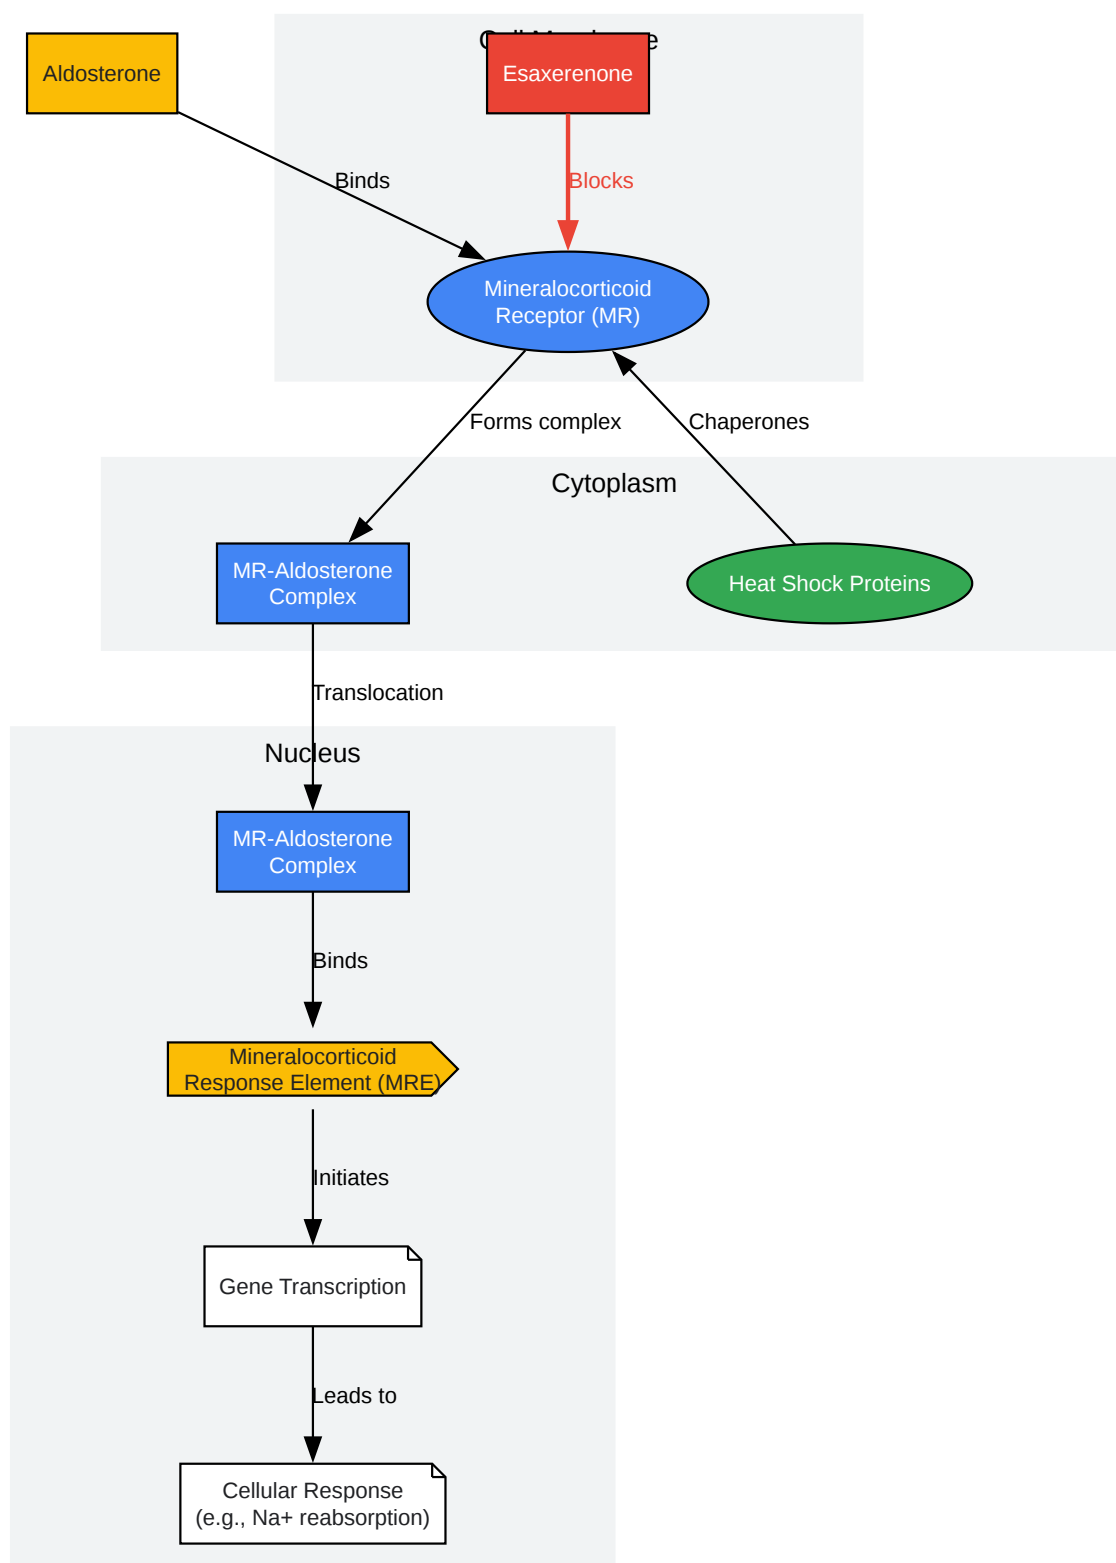 Aldosterone
Esaxerenone
Binds
Blocks
Mineralocorticoid
Receptor (MR)
Forms complex
Chaperones
Cytoplasm
MR-Aldosterone
Complex
Heat Shock Proteins
Translocation
Nucleus
MR-Aldosterone
Complex
Binds
Mineralocorticoid
Response Element (MRE)
Initiates
Gene Transcription
Leads to
Cellular Response
(e.g., Na+ reabsorption)